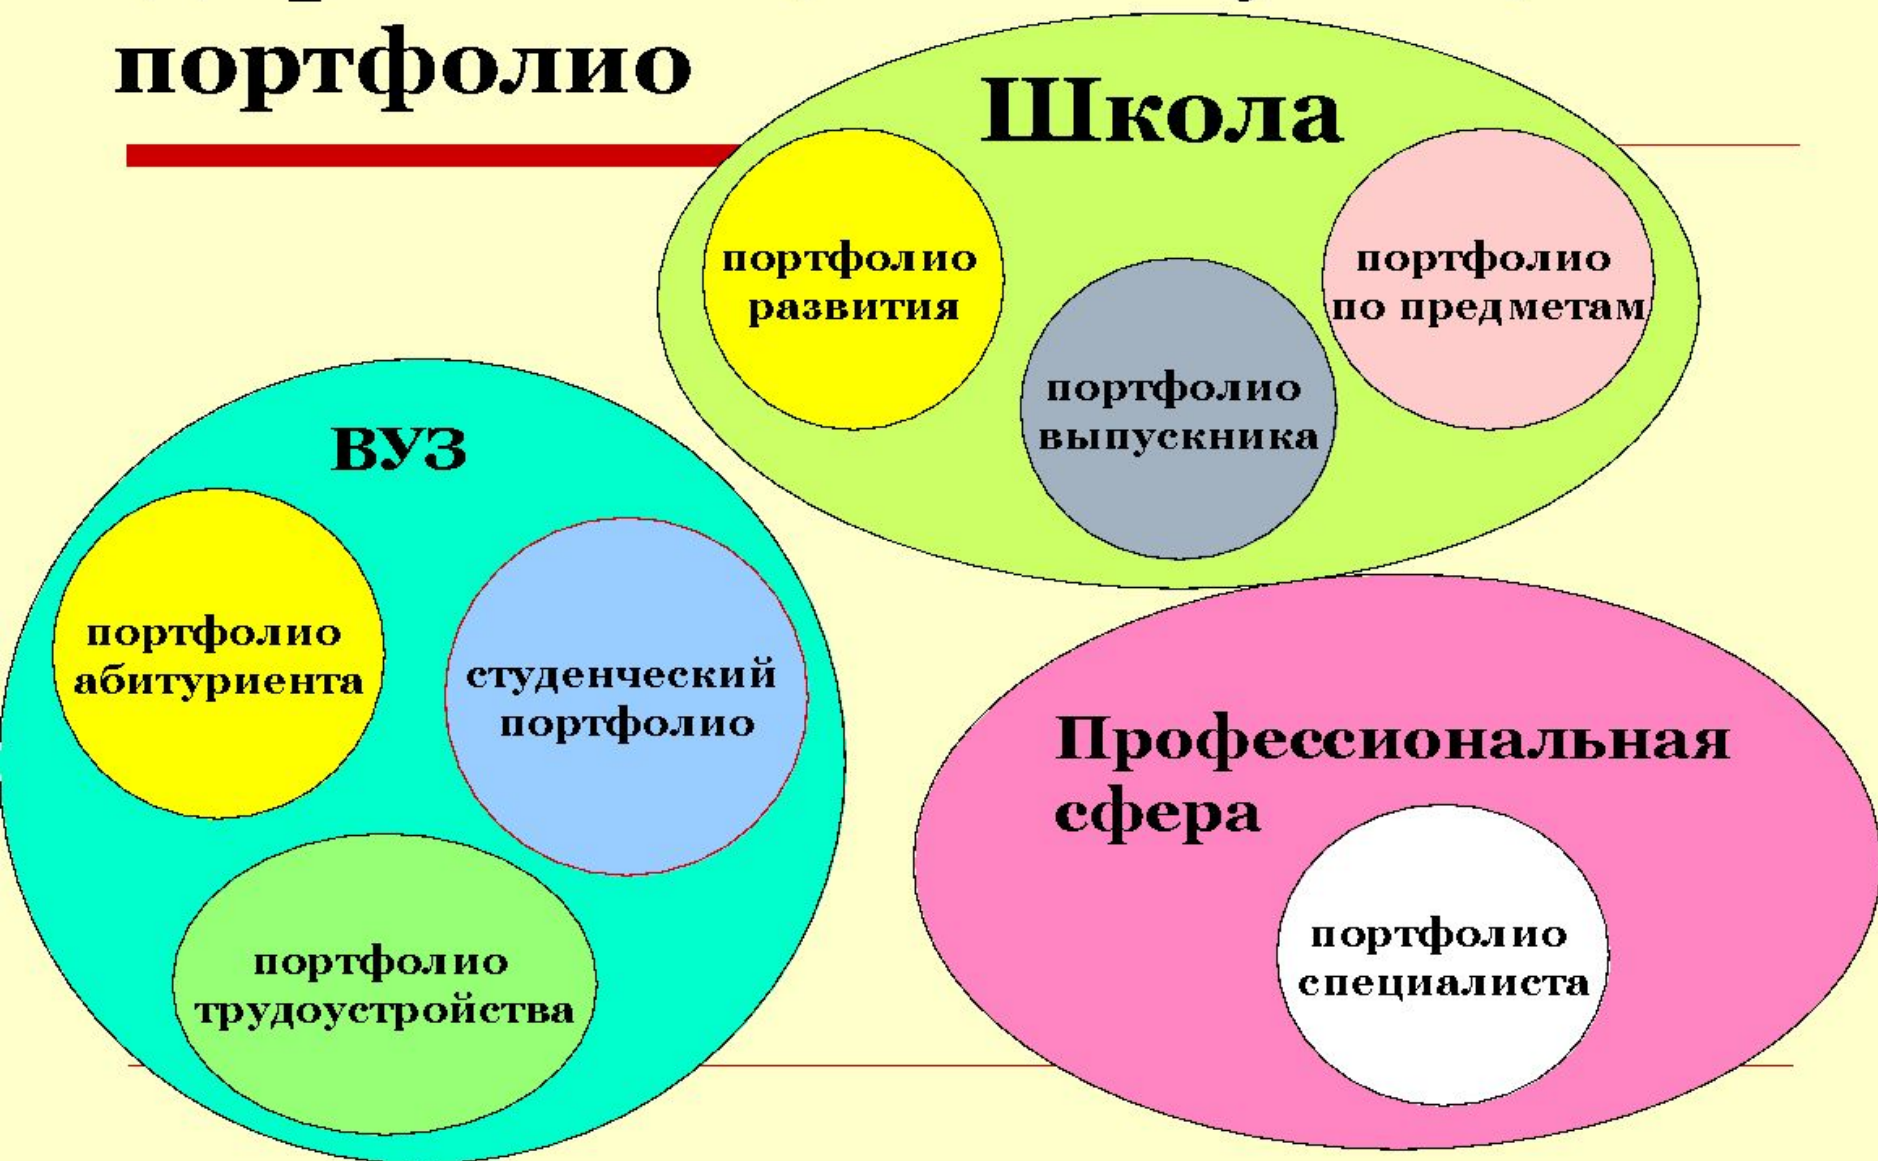 портфолио
Школа
портфолио
развития
портфолио
выпускника
портфолио
по предметам
ВУЗ
портфолио
абитуриента
студенческий
портфолио
портфолио
трудоустройства
Профессиональная
сфера
портфолио
специалиста